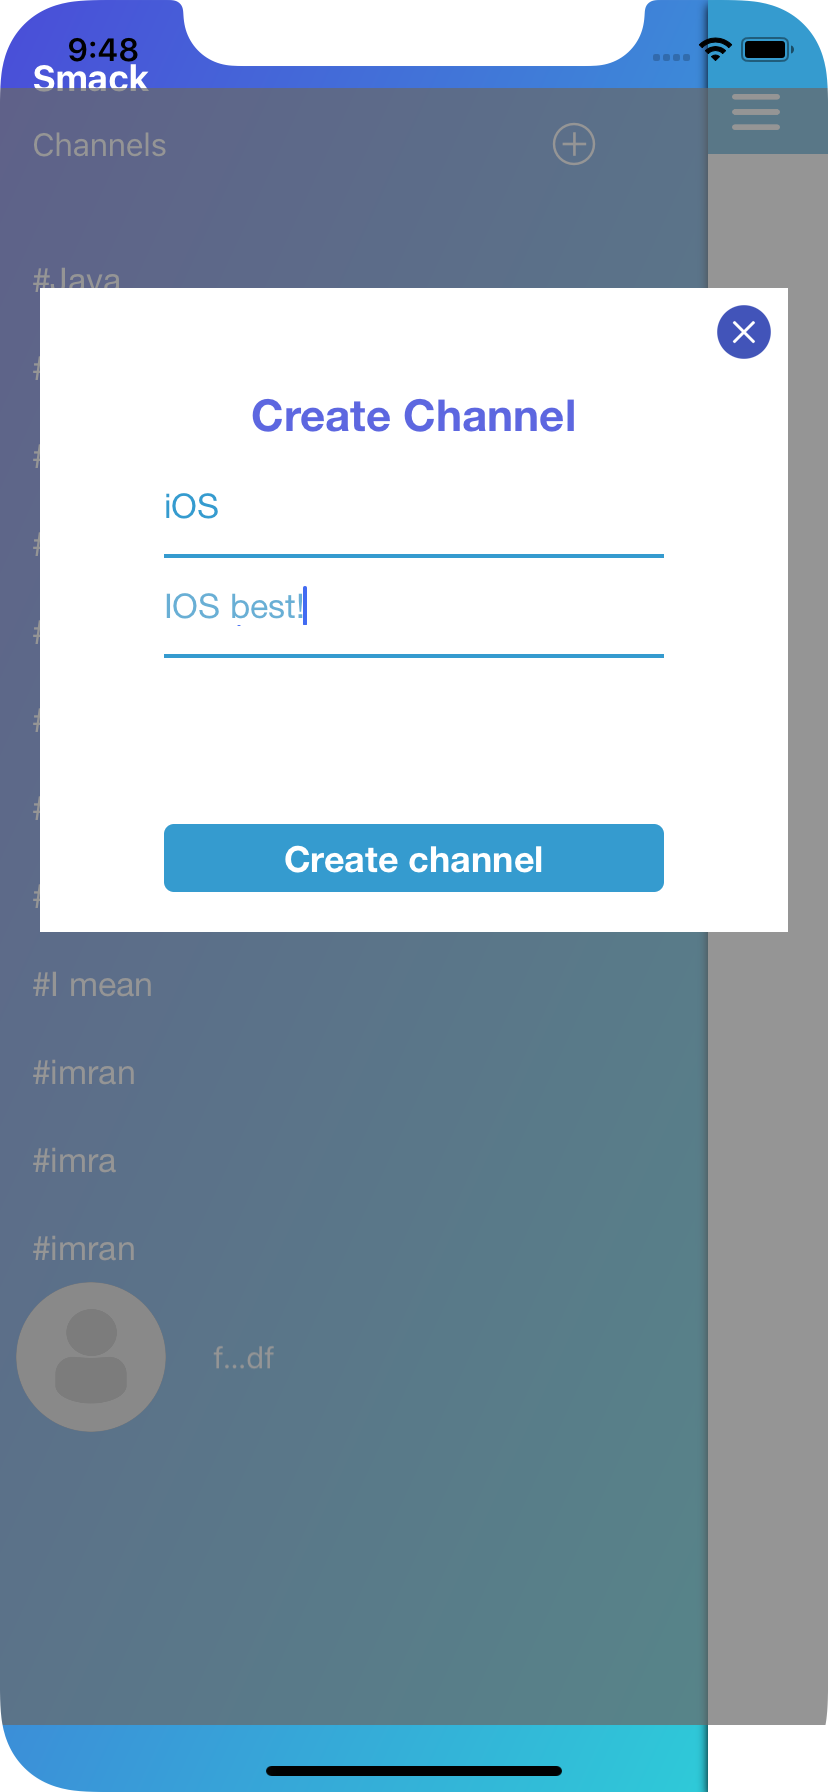 9:48
Smack
Channels
#Java
#
#
#
#
#
#
#
Create Channel
iOS
IOS best!
Create channel
#I mean
#imran
#imra
#imran
f...df